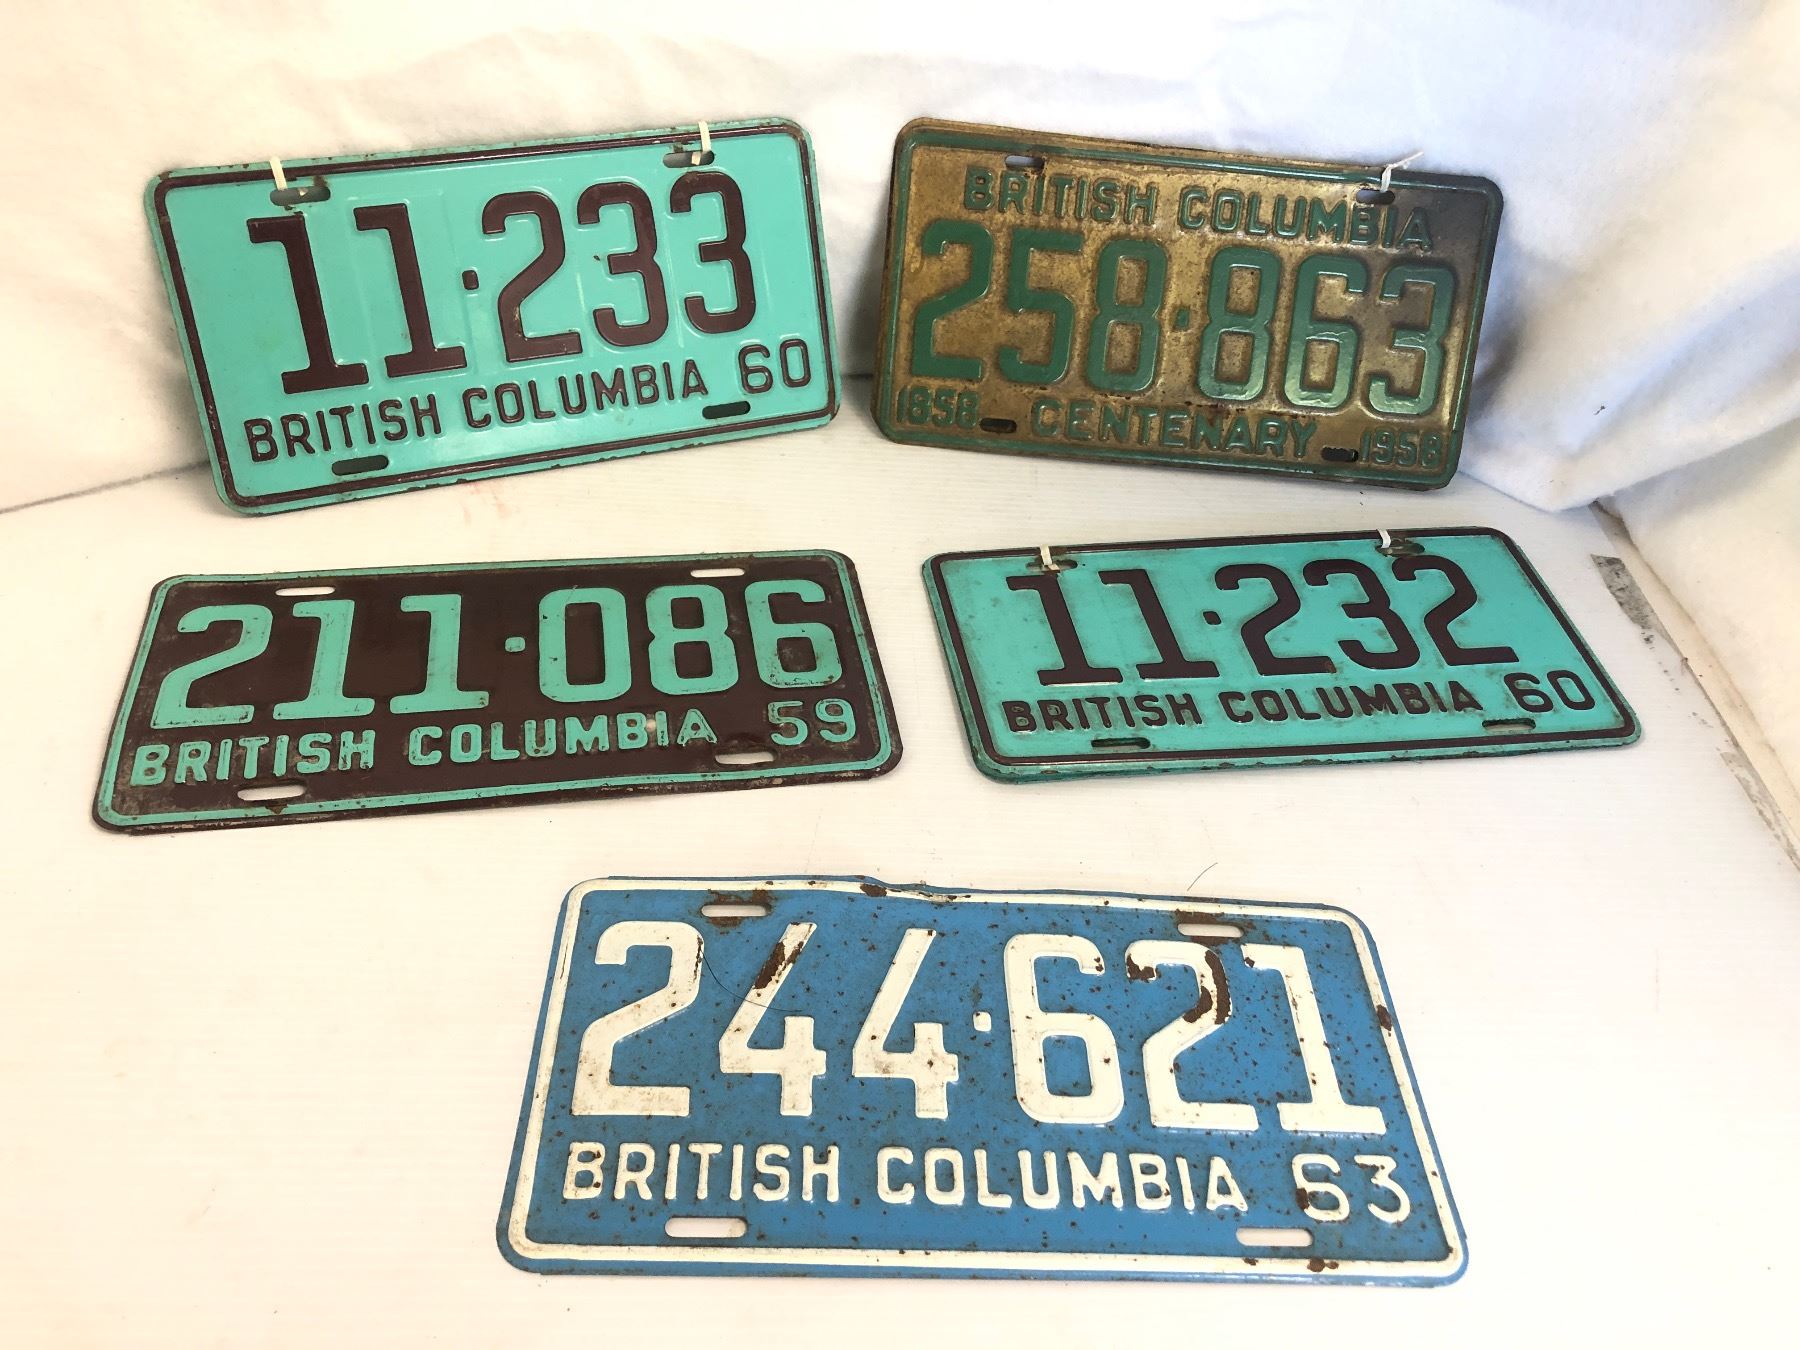 11·233
BRITISH COLUMBIA 60
BRITISH COLUMBIA
258·863
1858 CENTENARY 1958
211·086
BRITISH COLUMBIA 59
11·232
BRITISH COLUMBIA 60
244·621
BRITISH COLUMBIA 63